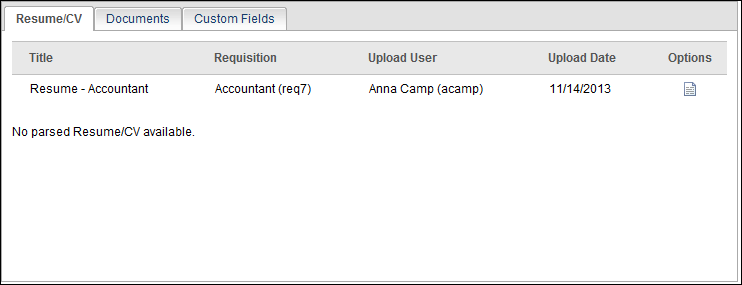 Resume/CV Documents Custom Fields
Title Requisition Upload User Upload Date Options
Resume - Accountant Accountant (req7) Anna Camp (acamp) 11/14/2013
No parsed Resume/CV available.